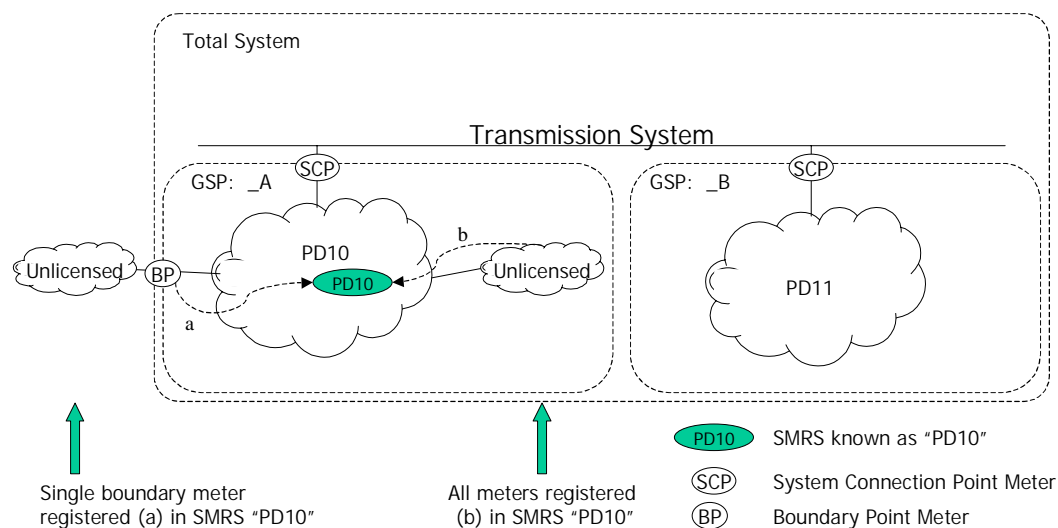 Total System
Transmission System
SCP
SCP
GSP: _A
GSP: _B
b
PD10
Unlicensed
BP
PD10
Unlicensed
PD11
a
PD10
SMRS known as “PD10”
SCP
System Connection Point Meter
Single boundary meter
registered (a) in SMRS “PD10”
All meters registered
(b) in SMRS “PD10”
BP
Boundary Point Meter